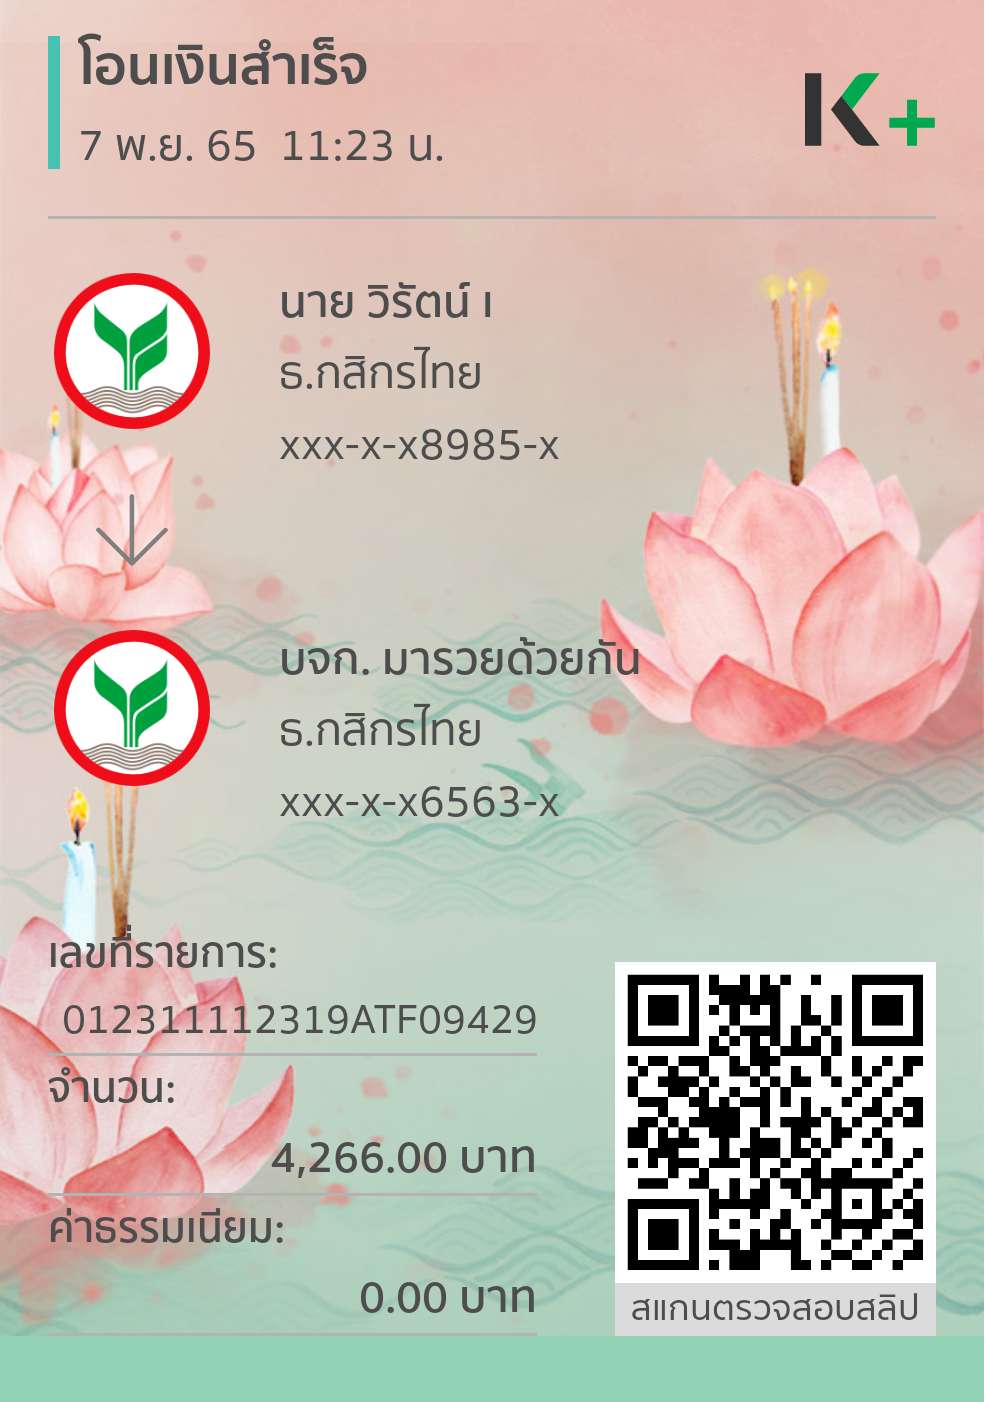 โอนเงินสำเร็จ
7 พ.ย. 65 11:23 น.
K+
นาย วิรัตน์ เ
ธ.กสิกรไทย
xxx-x-x8985-x
บจก. มารวยด้วยกัน
ธ.กสิกรไทย
xxx-x-x6563-x
เลขที่รายการ:
012311112319ATF09429
จำนวน:
4,266.00 บาท
ค่าธรรมเนียม:
0.00 บาท
สแกนตรวจสอบสลิป